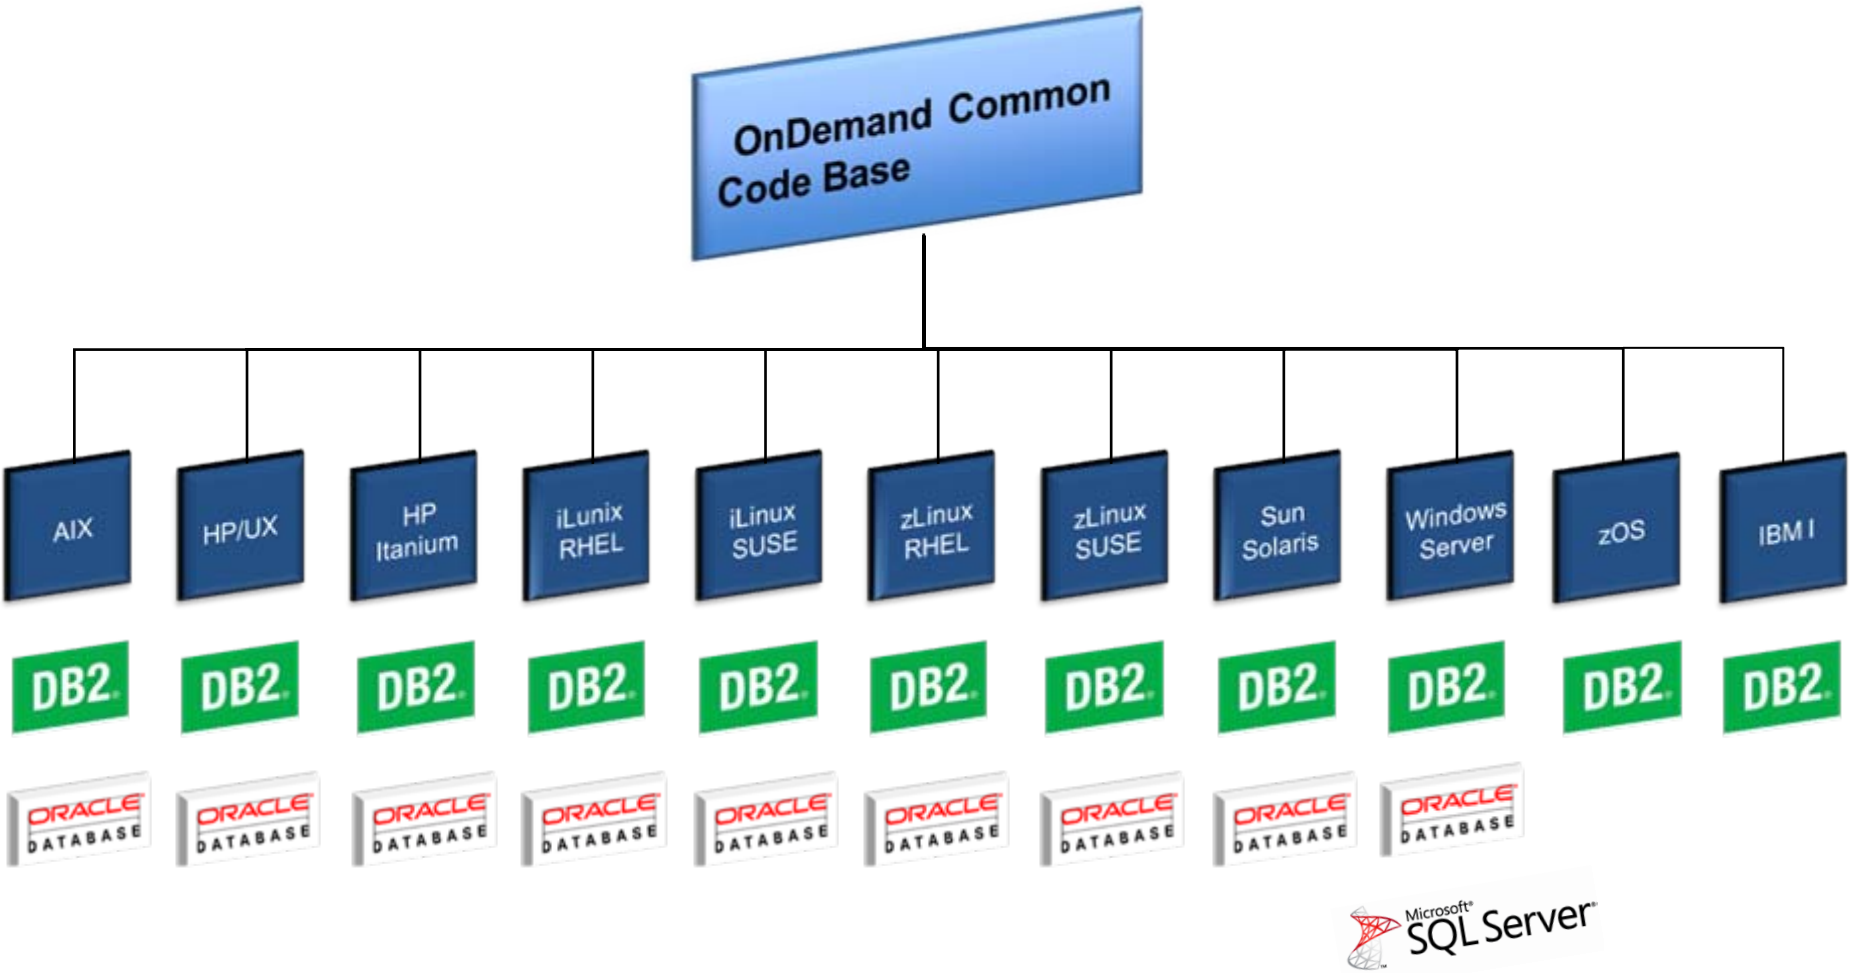 OnDemand Common
Code Base
AIX
HP/UX
HP
Itanium
iLunix
RHEL
iLinux
SUSE
zLinux
RHEL
zLinux
SUSE
Sun
Solaris
Windows
Server
zOS
IBM I
DB2®
DB2®
DB2®
DB2®
DB2®
DB2®
DB2®
DB2®
DB2®
DB2®
DB2®
ORACLE®
DATABASE
ORACLE®
DATABASE
ORACLE®
DATABASE
ORACLE®
DATABASE
ORACLE®
DATABASE
ORACLE®
DATABASE
ORACLE®
DATABASE
ORACLE®
DATABASE
ORACLE®
DATABASE
Microsoft®
SQL Server®
™